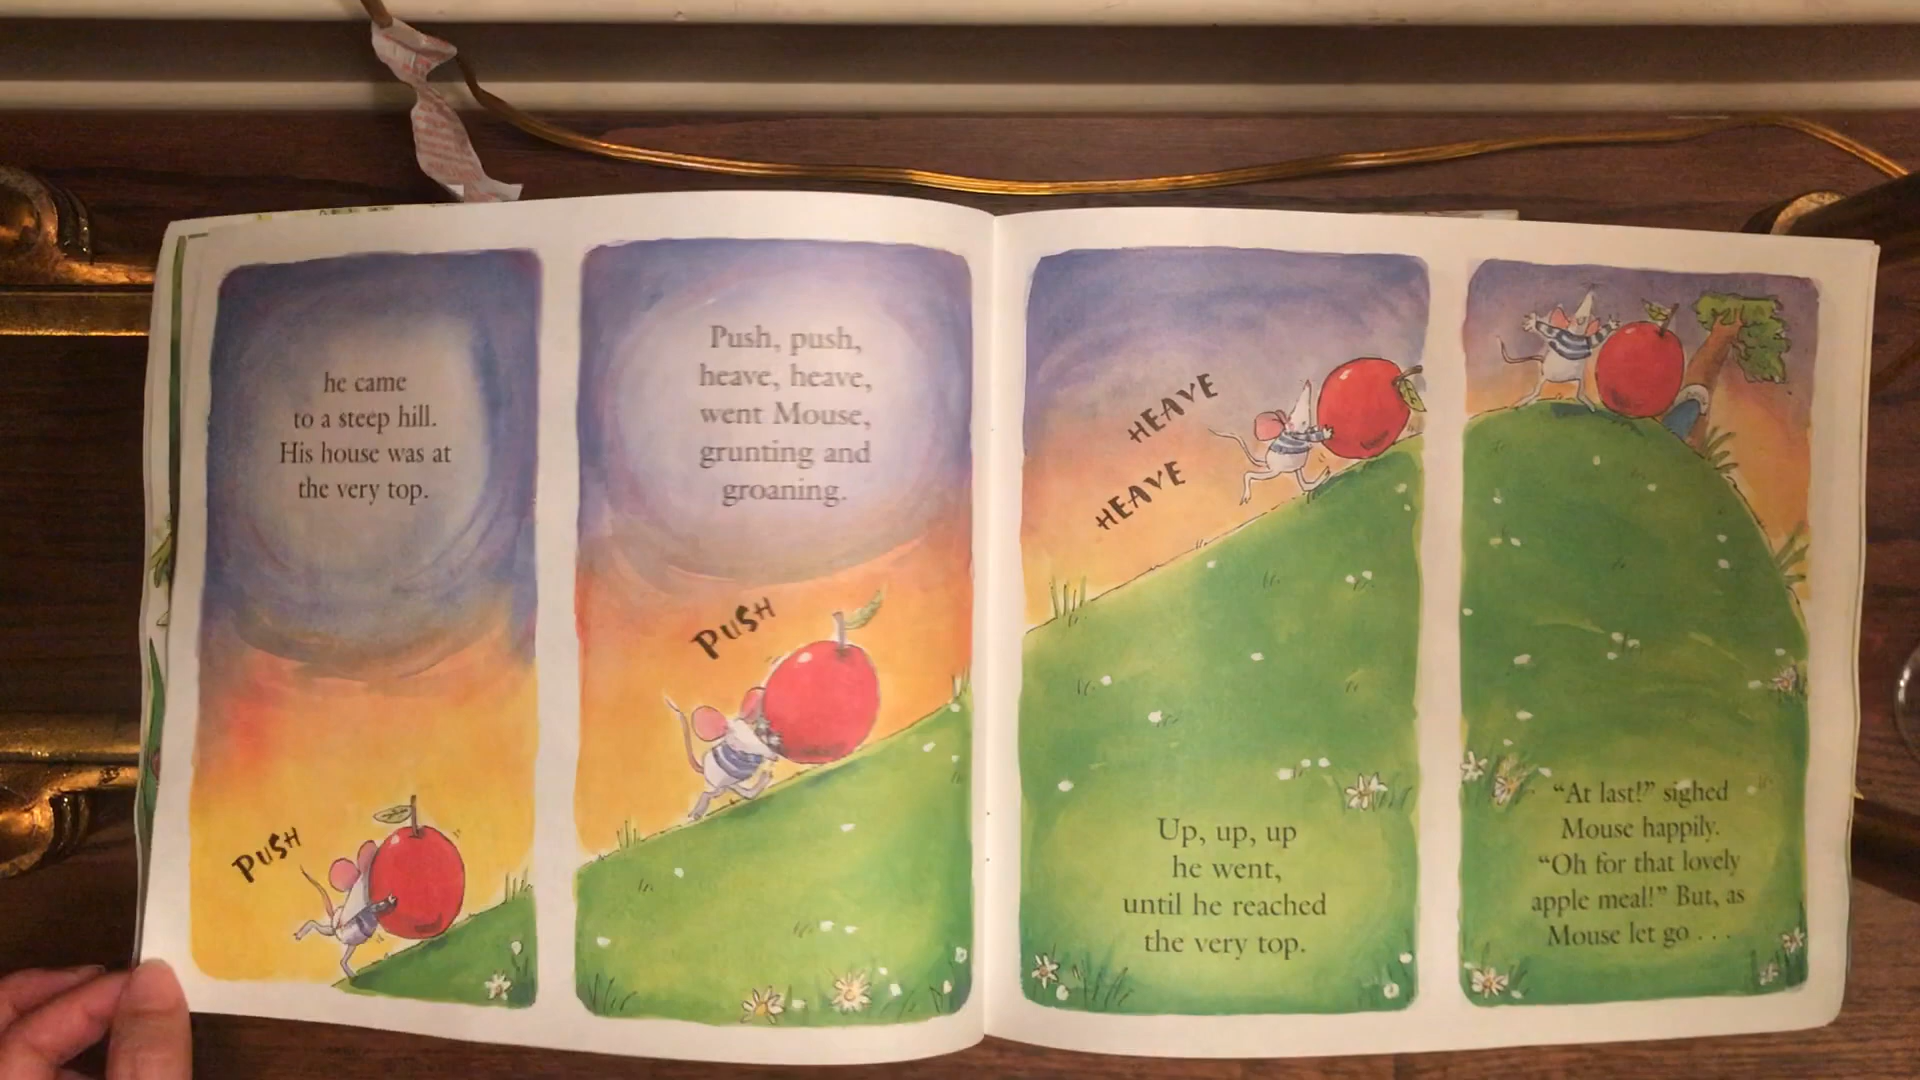 he came
to a steep hill.
His house was at
the very top.
PUSH
Push, push,
heave, heave,
went Mouse,
grunting and
groaning.
PUSH
HEAVE
HEAVE
Up, up, up
he went,
until he reached
the very top.
“At last!” sighed
Mouse happily.
“Oh for that lovely
apple meal!” But, as
Mouse let go . . .